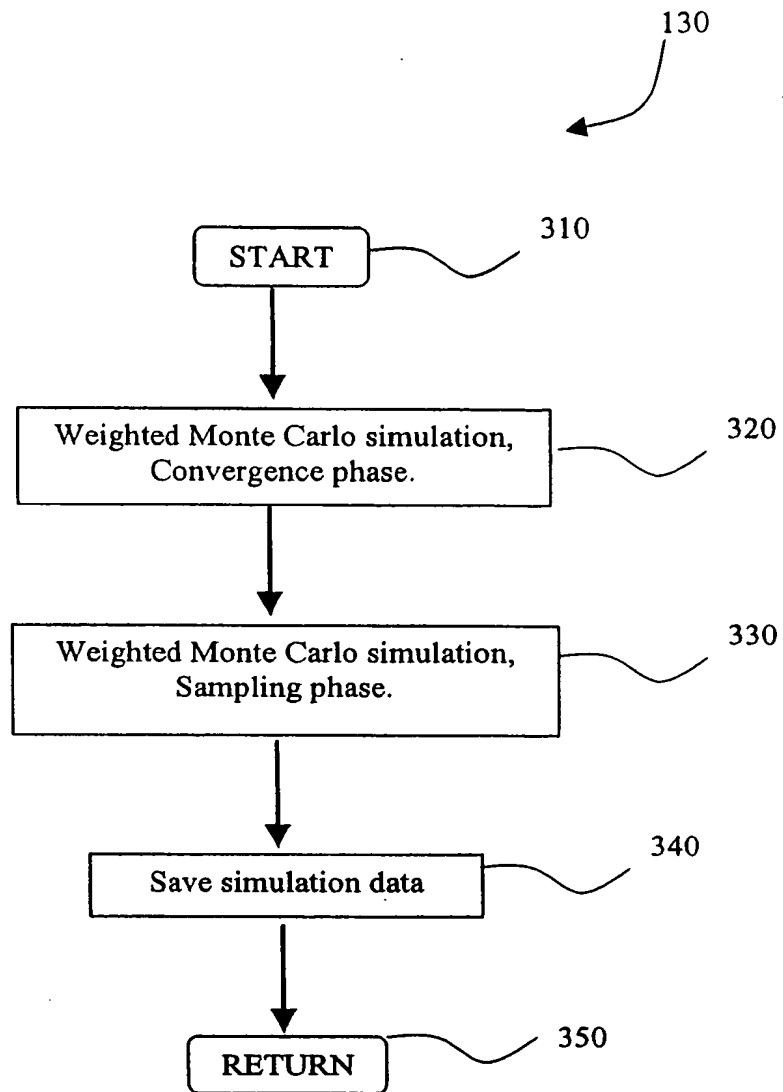 130
310
START
320
Weighted Monte Carlo simulation,
Convergence phase.
330
Weighted Monte Carlo simulation,
Sampling phase.
340
Save simulation data
350
RETURN